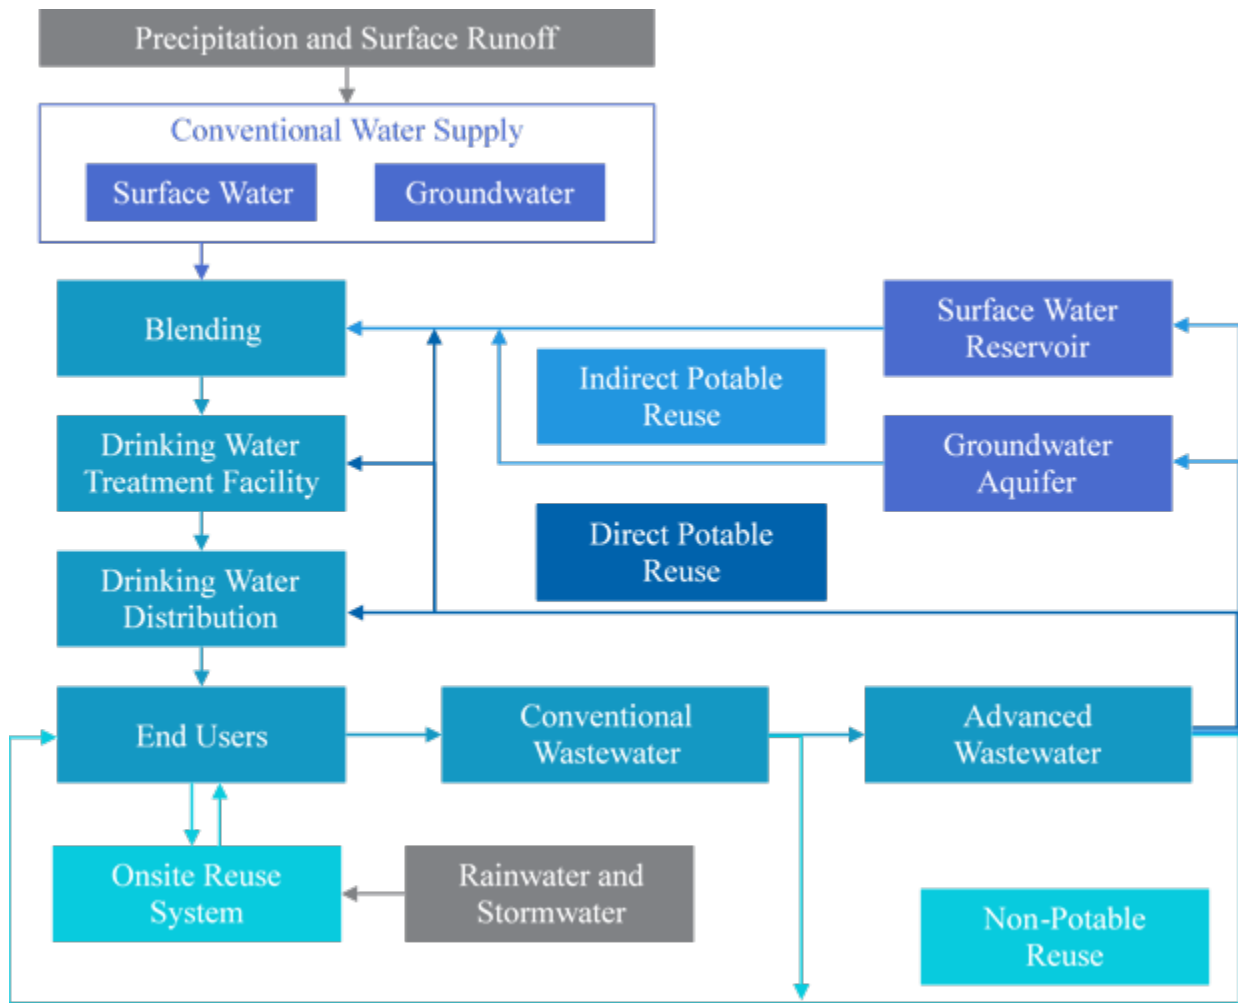 Precipitation and Surface Runoff
Conventional Water Supply
Surface Water
Groundwater
Blending
Surface Water
Reservoir
Indirect Potable
Reuse
Drinking Water
Treatment Facility
Groundwater
Aquifer
Direct Potable
Reuse
Drinking Water
Distribution
End Users
Conventional
Wastewater
Advanced
Wastewater
Onsite Reuse
System
Rainwater and
Stormwater
Non-Potable
Reuse